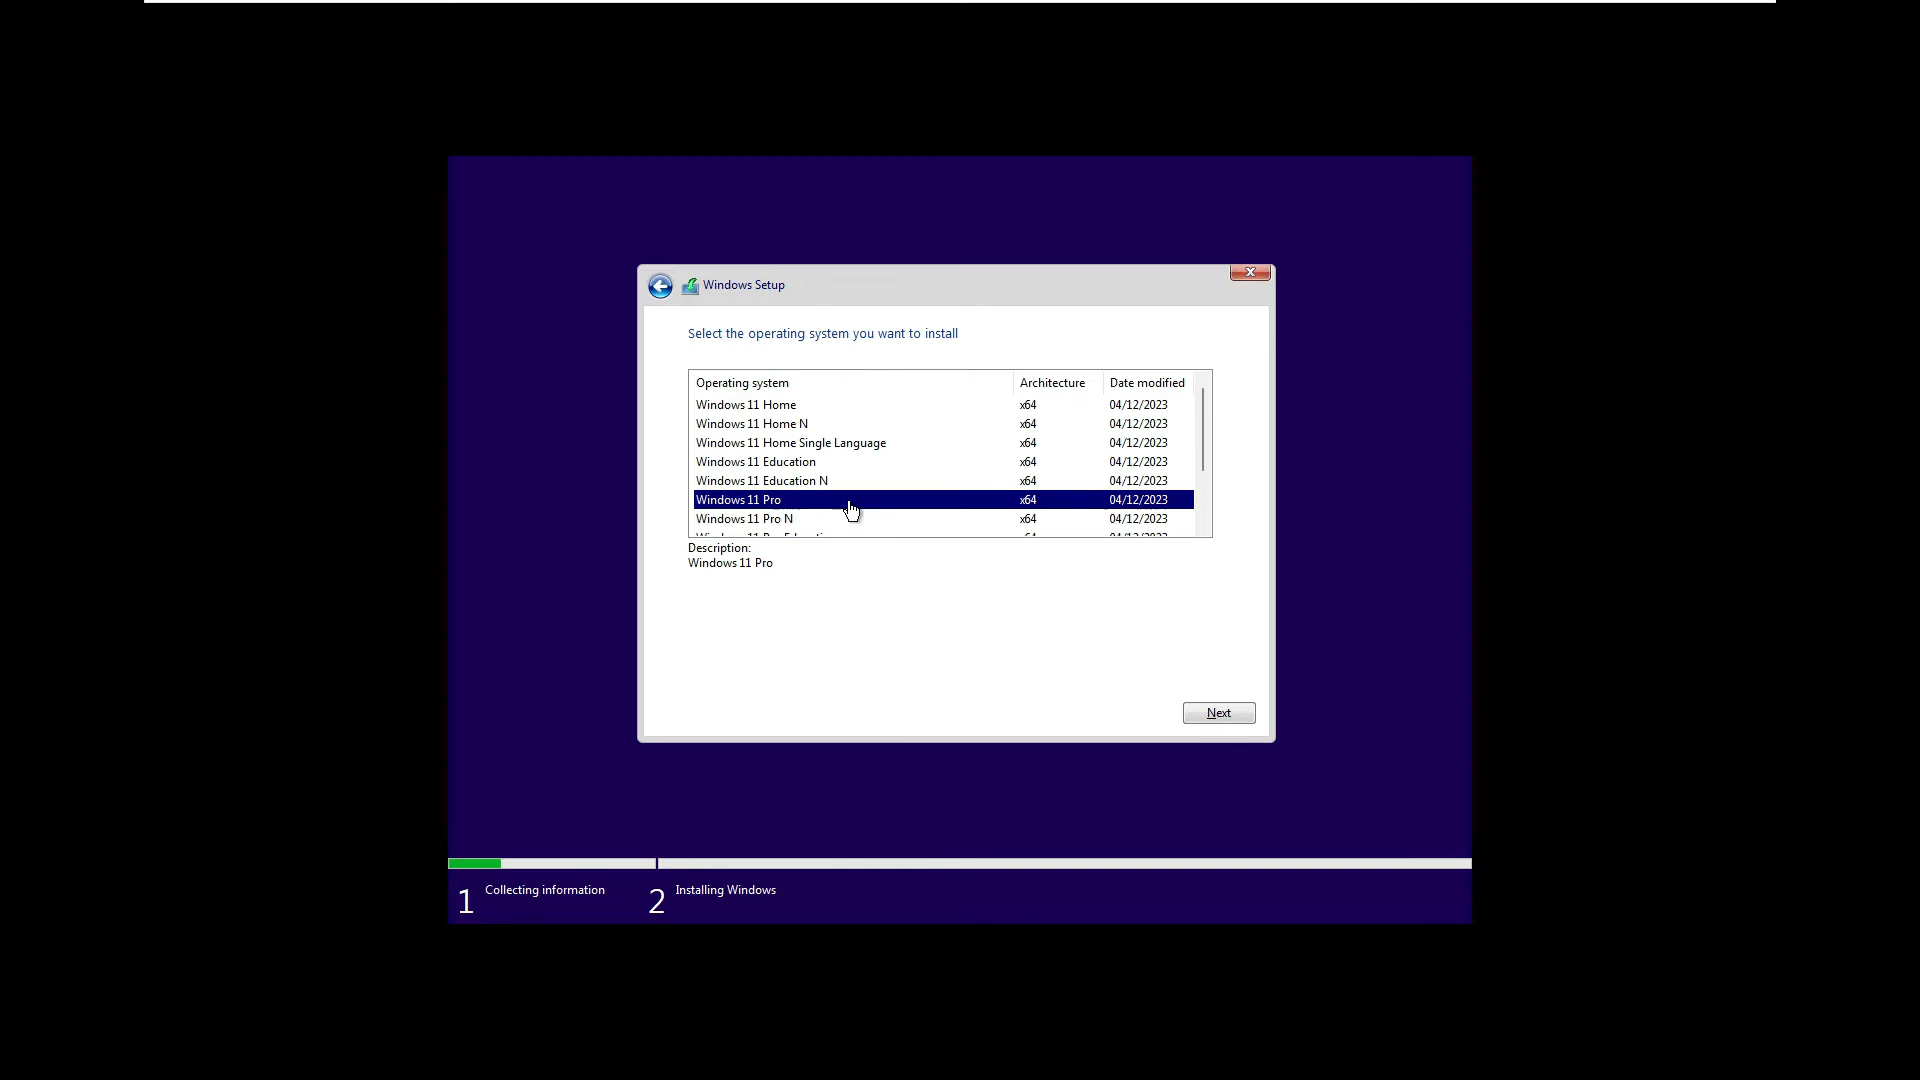 Windows Setup
Select the operating system you want to install
Operating system Architecture Date modified
Windows 11 Home x64 04/12/2023
Windows 11 Home N x64 04/12/2023
Windows 11 Home Single Language x64 04/12/2023
Windows 11 Education x64 04/12/2023
Windows 11 Education N x64 04/12/2023
Windows 11 Pro x64 04/12/2023
Windows 11 Pro N x64 04/12/2023
Description:
Windows 11 Pro
Next
1 Collecting information 2 Installing Windows